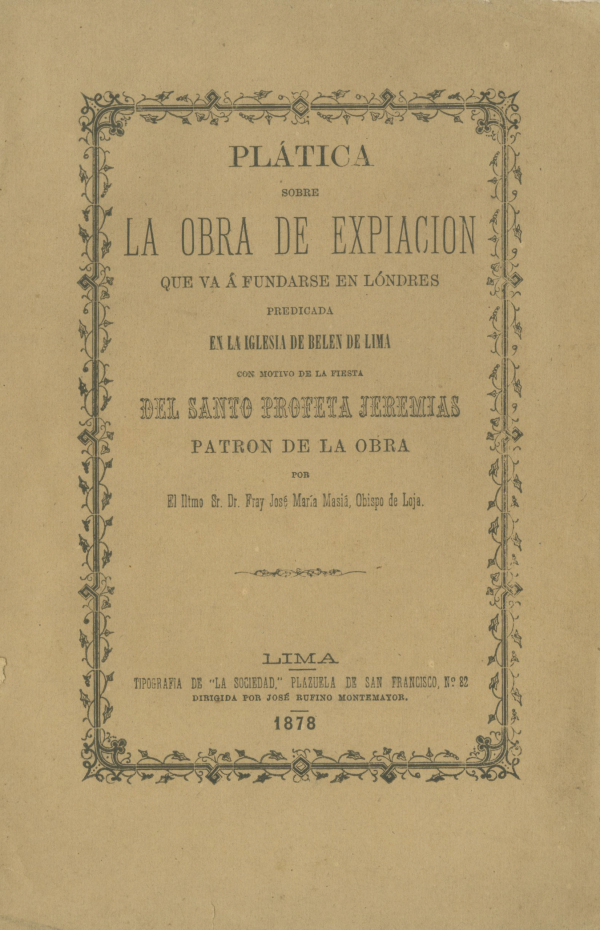 PLÁTICA
SOBRE
LA OBRA DE EXPIACION
QUE VA Á FUNDARSE EN LÓNDRES
PREDICADA
EN LA IGLESIA DE BELEN DE LIMA
CON MOTIVO DE LA FIESTA
DEL SANTO PROFETA JEREMIAS
PATRON DE LA OBRA
POR
El Iltmo Sr. Dr. Fray José María Masiá, Obispo de Loja.
LIMA
TIPOGRAFIA DE "LA SOCIEDAD," PLAZUELA DE SAN FRANCISCO, Nº 82
DIRIGIDA POR JOSÉ RUFINO MONTEMAYOR.
1878